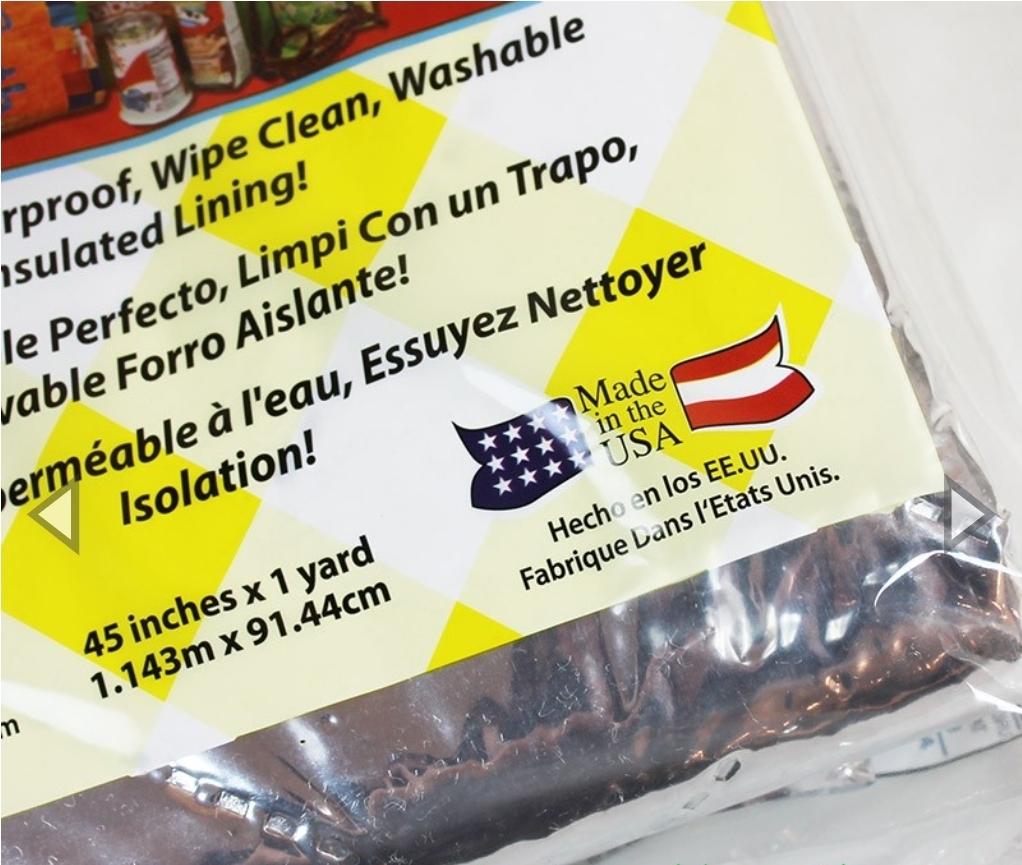 rproof, Wipe Clean, Washable
nsulated Lining!
le Perfecto, Limpi Con un Trapo,
vable Forro Aislante!
perméable à l'eau, Essuyez Nettoyer
Isolation!
Made
in the
USA
Hecho en los EE.UU.
Fabrique Dans l'Etats Unis.
45 inches x 1 yard
1.143m x 91.44cm
m